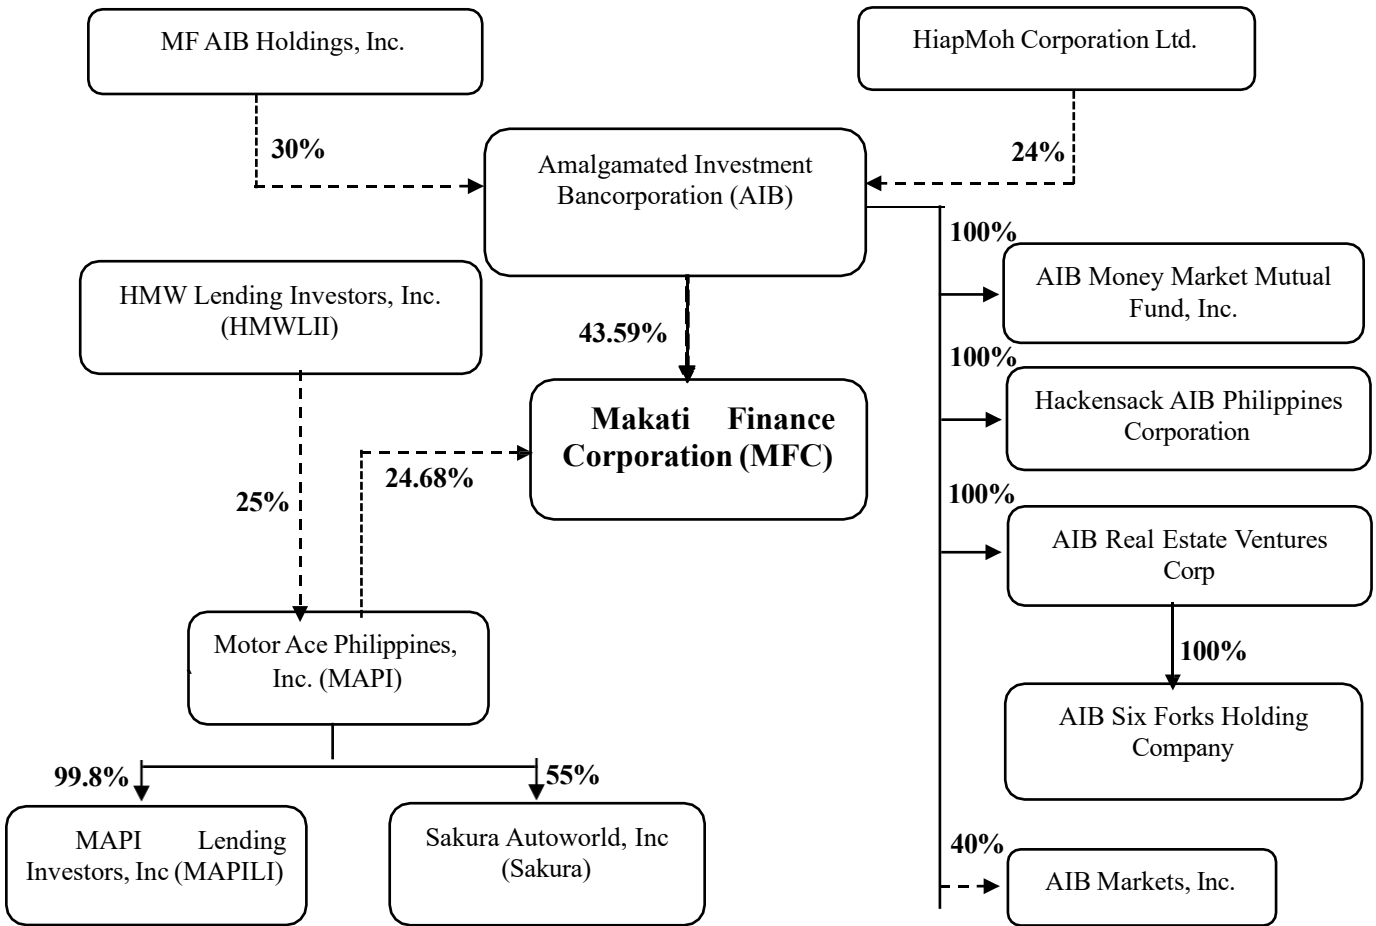 MF AIB Holdings, Inc.
HiapMoh Corporation Ltd.
30%
24%
Amalgamated Investment
Bancorporation (AIB)
100%
AIB Money Market Mutual
Fund, Inc.
HMW Lending Investors, Inc.
(HMWLII)
43.59%
100%
Hackensack AIB Philippines
Corporation
Makati Finance
Corporation (MFC)
24.68%
25%
100%
AIB Real Estate Ventures
Corp
100%
Motor Ace Philippines,
Inc. (MAPI)
AIB Six Forks Holding
Company
99.8%
55%
MAPI Lending
Investors, Inc (MAPILI)
Sakura Autoworld, Inc
(Sakura)
40%
AIB Markets, Inc.